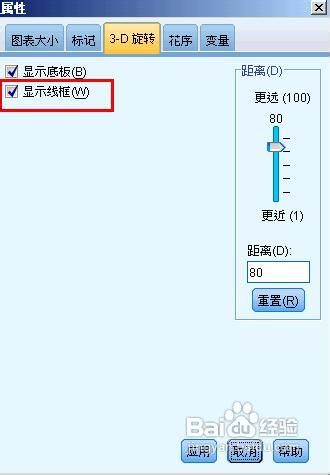 属性
图表大小 标记 3-D 旋转 花序 变量
显示底板(B)
显示线框(W)
距离(D)
更远 (100)
80
更近 (1)
距离(D):
80
重置(R)
应用 取消 帮助
Bai 经验